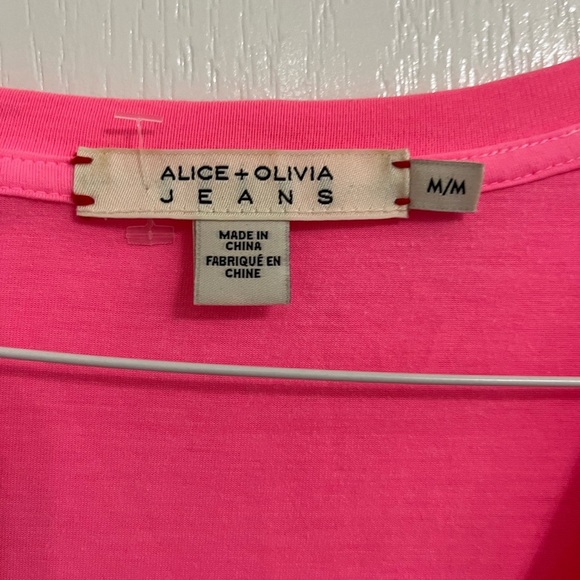 ALICE + OLIVIA
JEANS
M/M
MADE IN
CHINA
FABRIQUÉ EN
CHINE